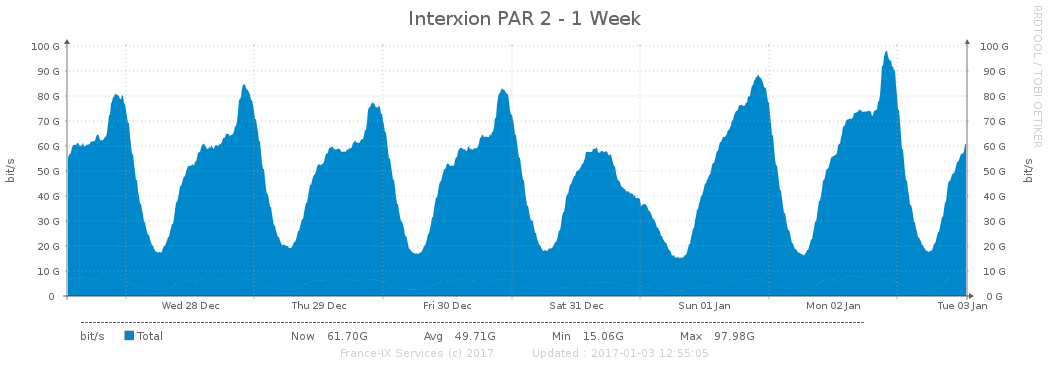 Interxion PAR 2 - 1 Week
RRDTOOL / TOBI OETIKER
bit/s
100 G
90 G
80 G
70 G
60 G
50 G
40 G
30 G
20 G
10 G
0
100 G
90 G
80 G
70 G
60 G
50 G
40 G
30 G
20 G
10 G
0 G
bit/s
Wed 28 Dec Thu 29 Dec Fri 30 Dec Sat 31 Dec Sun 01 Jan Mon 02 Jan Tue 03 Jan
bit/s Total Now 61.70G Avg 49.71G Min 15.06G Max 97.98G
France-IX Services (c) 2017 Updated : 2017-01-03 12:55:05